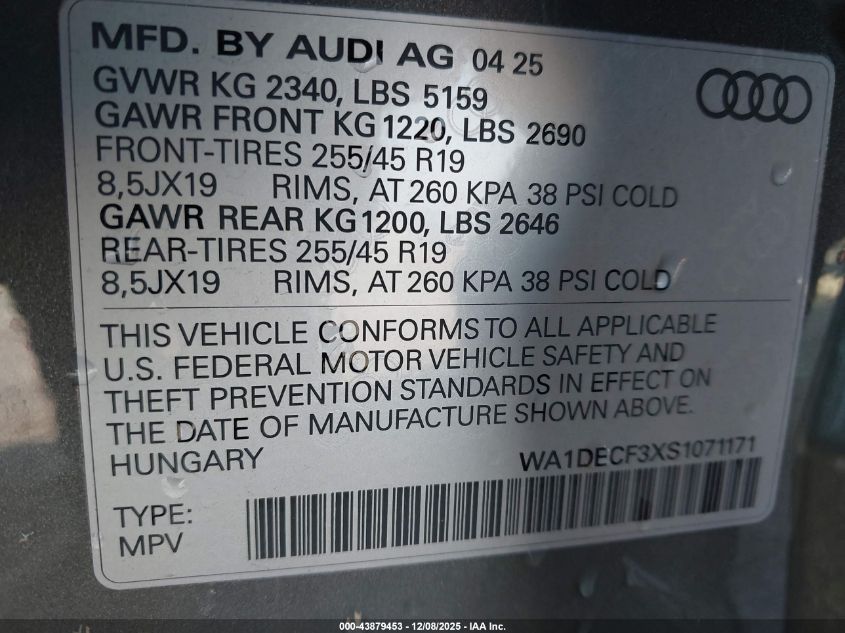 MFD. BY AUDI AG 04 25
GVWR KG 2340, LBS 5159
GAWR FRONT KG 1220, LBS 2690
FRONT-TIRES 255/45 R19
8,5JX19 RIMS, AT 260 KPA 38 PSI COLD
GAWR REAR KG 1200, LBS 2646
REAR-TIRES 255/45 R19
8,5JX19 RIMS, AT 260 KPA 38 PSI COLD
THIS VEHICLE CONFORMS TO ALL APPLICABLE
U.S. FEDERAL MOTOR VEHICLE SAFETY AND
THEFT PREVENTION STANDARDS IN EFFECT ON
THE DATE OF MANUFACTURE SHOWN ABOVE.
HUNGARY WA1DECF3XS1071171
TYPE:
MPV
000-43879453 - 12/08/2025 - IAA Inc.